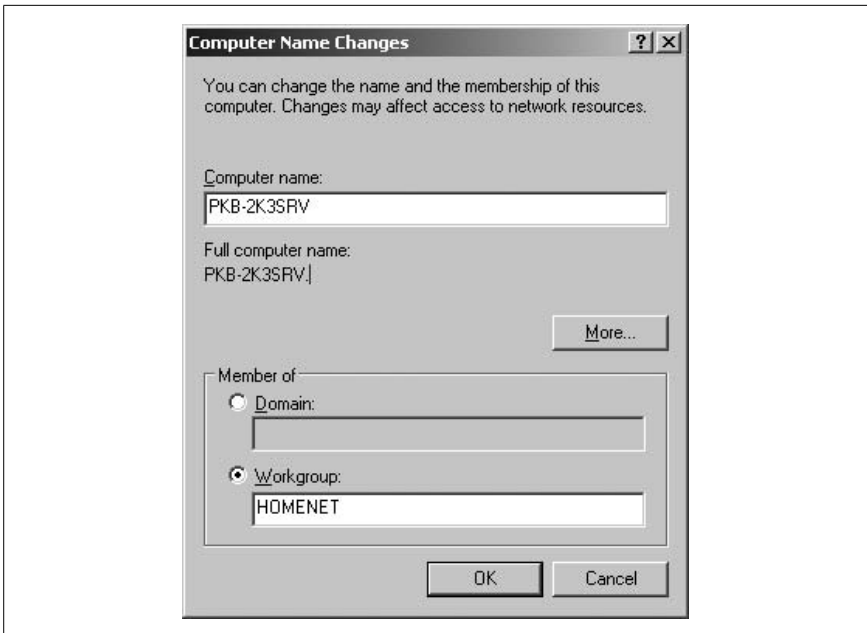 Computer Name Changes
You can change the name and the membership of this
computer. Changes may affect access to network resources.
Computer name:
PKB-2K3SRV
Full computer name:
PKB-2K3SRV.
More...
Member of
Domain:
Workgroup:
HOMENET
OK
Cancel